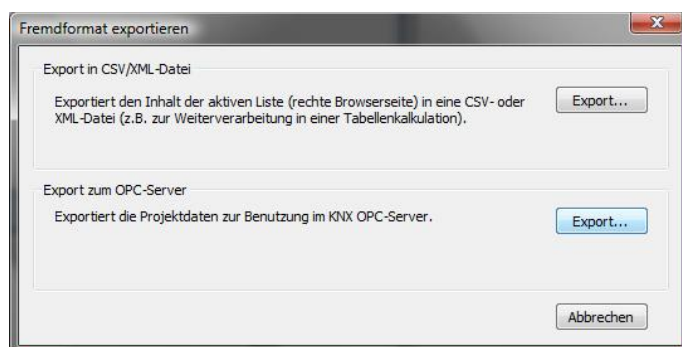 Fremdformat exportieren
Export in CSV/XML-Datei
Exportiert den Inhalt der aktiven Liste (rechte Browserseite) in eine CSV- oder
XML-Datei (z.B. zur Weiterverarbeitung in einer Tabellenkalkulation).
Export...
Export zum OPC-Server
Exportiert die Projektdaten zur Benutzung im KNX OPC-Server.
Export...
Abbrechen